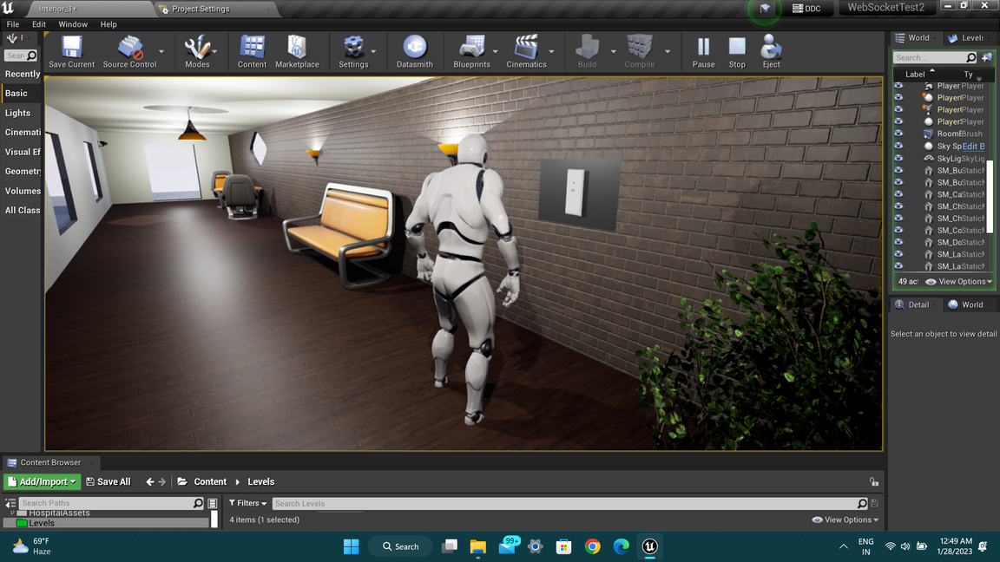 Interior_1*
Project Settings
DDC
WebSocketTest2
File Edit Window Help
Save Current
Source Control
Modes
Content
Marketplace
Settings
Datasmith
Blueprints
Cinematics
Build
Compile
Pause
Stop
Eject
Recently
Basic
Lights
Cinemati
Visual Ef
Geometry
Volumes
All Class
World
Levels
Search...
Label Ty
Player Player
Player Player
Player Player
Player Player
Brush
Sky Sp Edit B
SkyLig SkyLig
SM_Bu Static
SM_Bu Static
SM_Ca Static
SM_Ch Static
SM_Ch Static
SM_Co Static
SM_Do Static
SM_La Static
SM_La Static
49 act View Options
Detail World
Select an object to view detail
Content Browser
Add/Import Save All Content Levels
Search Paths
Filters Search Levels
HospitalAssets
Levels
4 items (1 selected)
View Options
69°F
Haze
Search
99+
ENG
IN
12:49 AM
1/28/2023